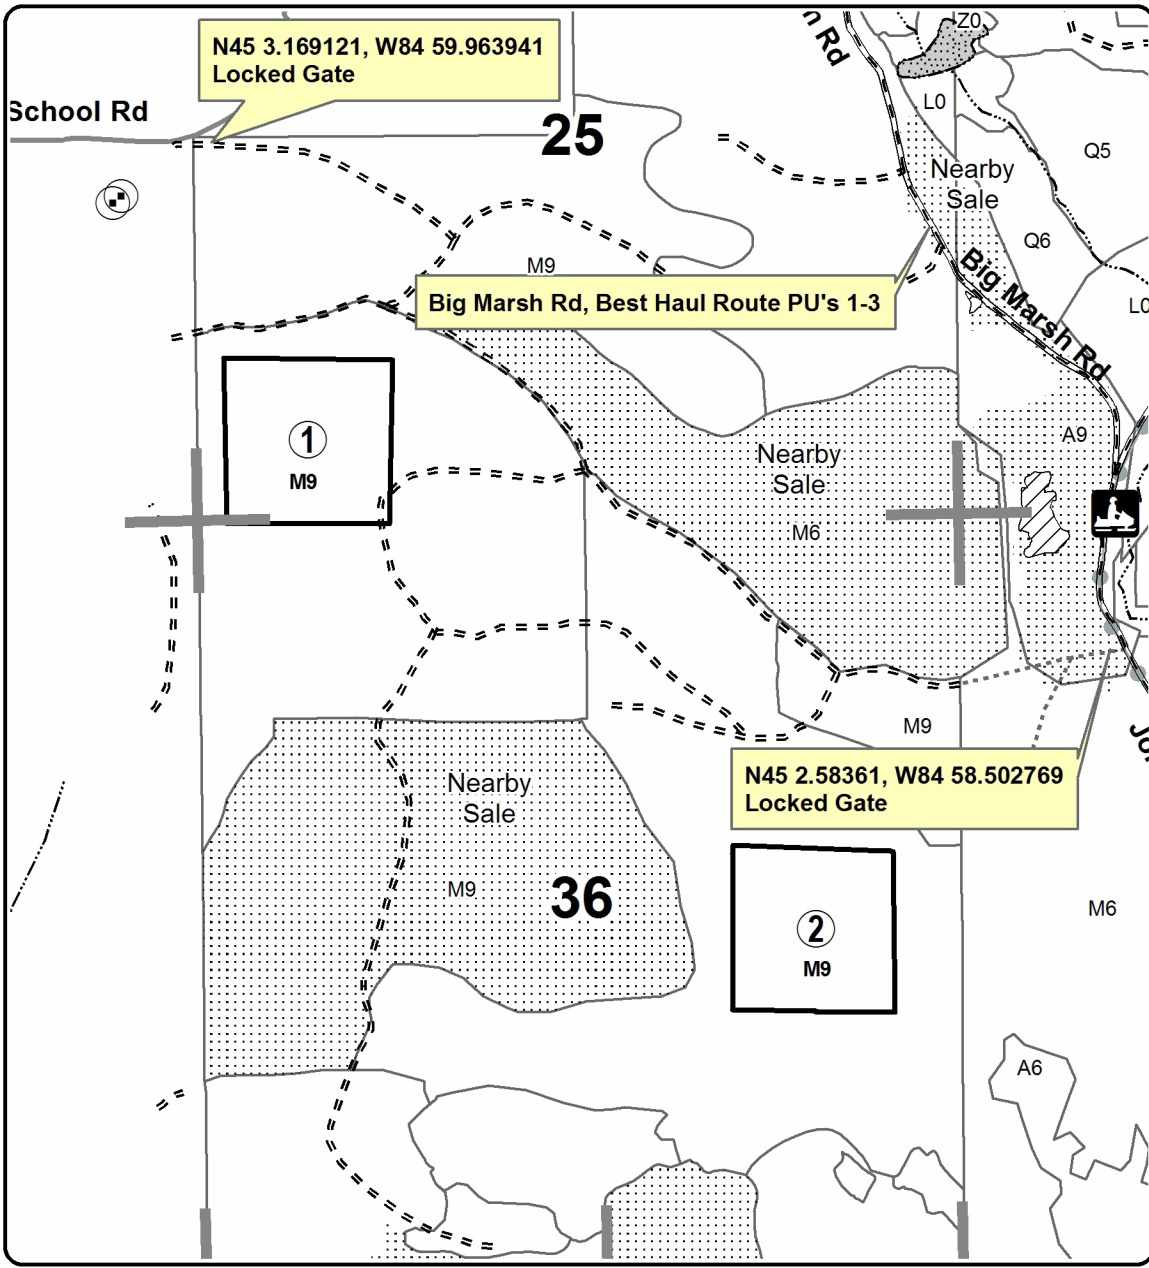 N45 3.169121, W84 59.963941
Locked Gate
School Rd
25
n Rd
Z0
L0
Q5
Nearby
Sale
Q6
M9
Big Marsh Rd, Best Haul Route PU's 1-3
Big Marsh Rd
L0
1
M9
Nearby
Sale
M6
A9
M9
N45 2.58361, W84 58.502769
Locked Gate
Nearby
Sale
M9
36
2
M9
M6
A6